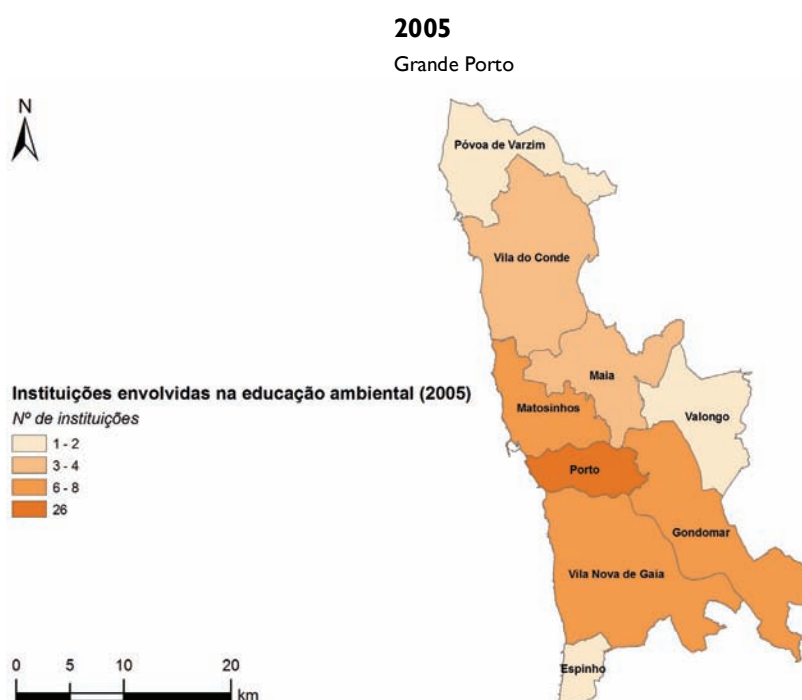 2005
Grande Porto
N
Póvoa de Varzim
Vila do Conde
Maia
Matosinhos
Valongo
Porto
Gondomar
Vila Nova de Gaia
Espinho
Instituições envolvidas na educação ambiental (2005)
Nº de instituições
1 - 2
3 - 4
6 - 8
26
0 5 10 20
km